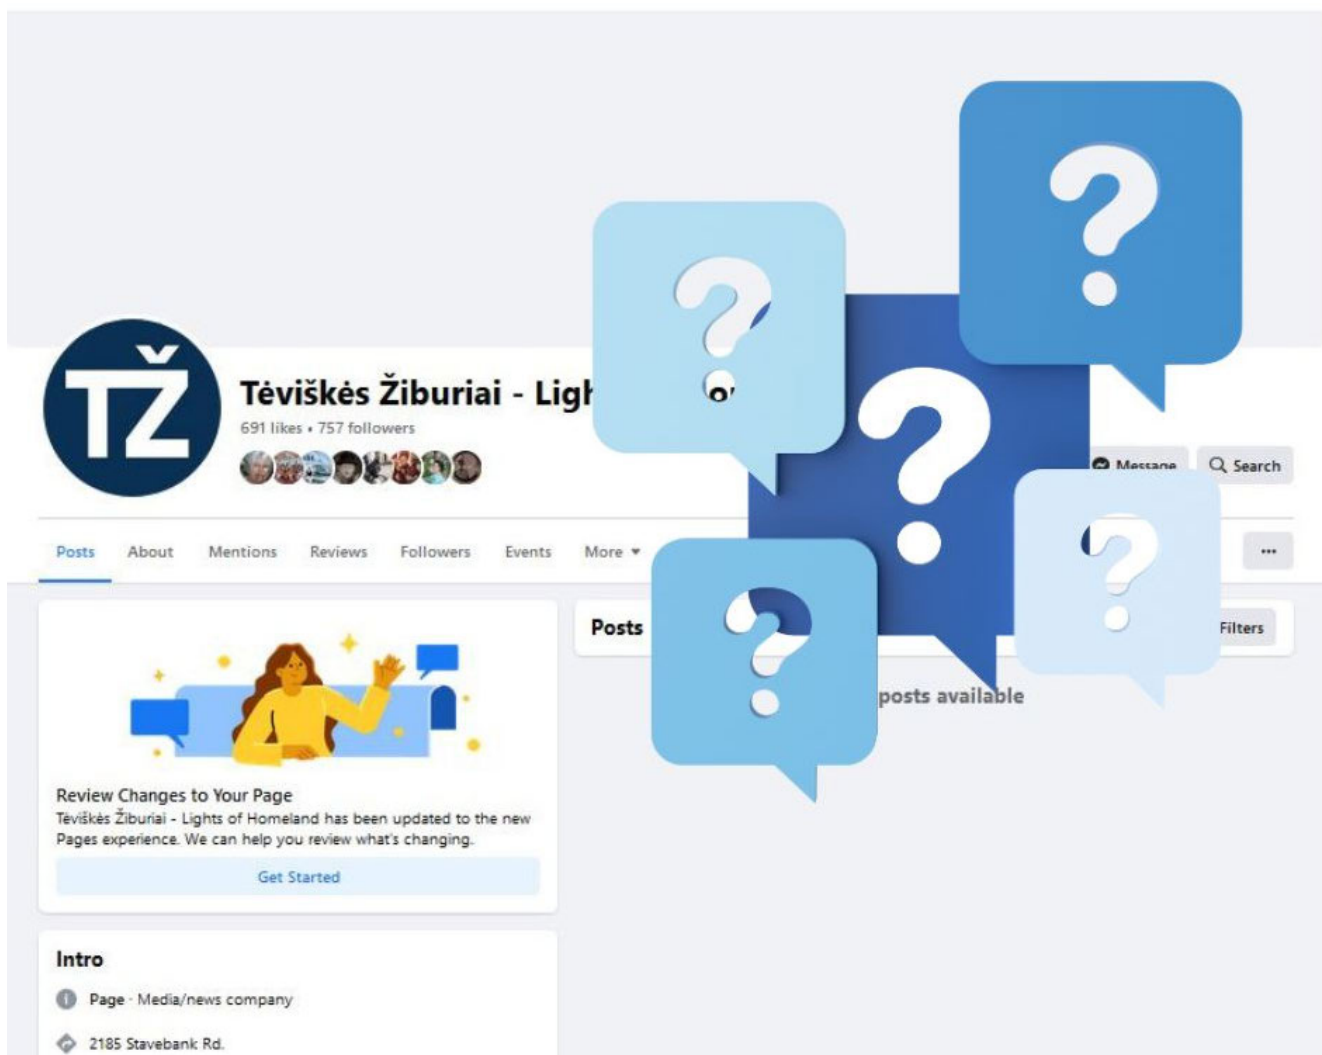 TŽ
Tėviškės Žiburiai - Ligh
691 likes • 757 followers
Message
Search
Posts
About
Mentions
Reviews
Followers
Events
More
Posts
Filters
posts available
Review Changes to Your Page
Tėviškės Žiburiai - Lights of Homeland has been updated to the new
Pages experience. We can help you review what's changing.
Get Started
Intro
Page · Media/news company
2185 Stavebank Rd.
? ? ? ? ?